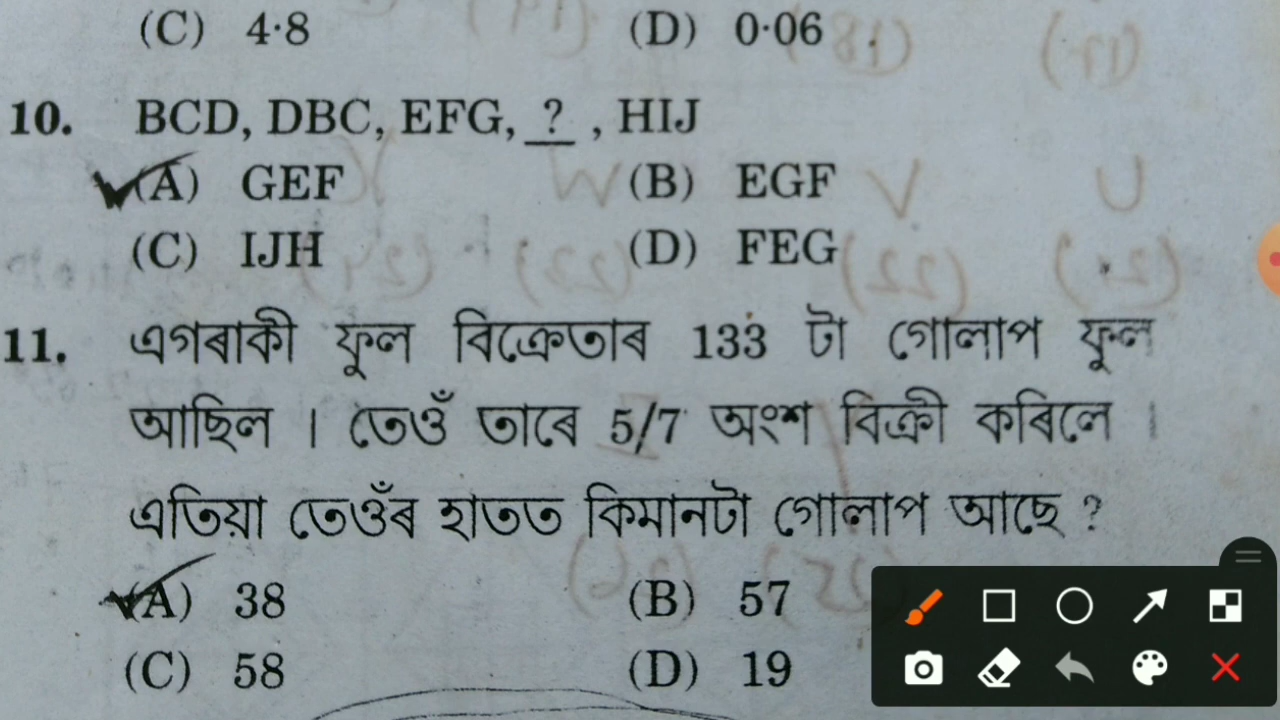 (C) 4·8 (D) 0·06
10. BCD, DBC, EFG, ? , HIJ
(A) GEF (B) EGF
(C) IJH (D) FEG
11. এগৰাকী ফুল বিক্ৰেতাৰ 133 টা গোলাপ ফুল
আছিল । তেওঁ তাৰে 5/7 অংশ বিক্ৰী কৰিলে ।
এতিয়া তেওঁৰ হাতত কিমানটা গোলাপ আছে ?
(A) 38 (B) 57
(C) 58 (D) 19